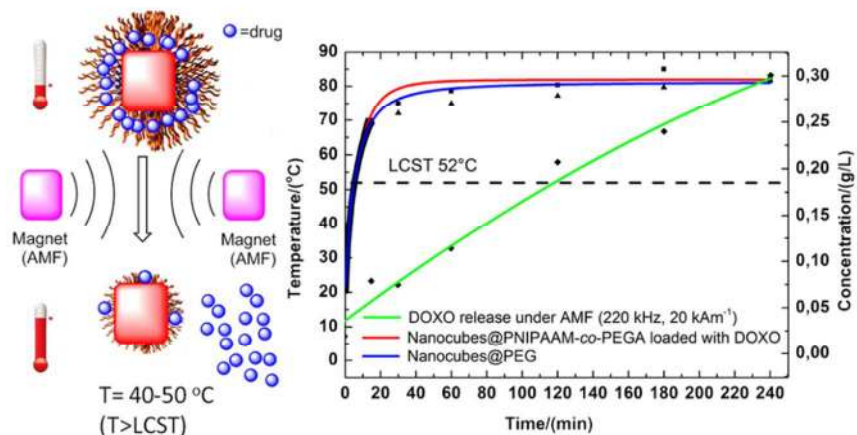 =drug
Magnet
(AMF)
Magnet
(AMF)
T= 40-50 °C
(T>LCST)
Temperature/(°C)
90
80
70
60
50
40
30
20
10
0
LCST 52°C
DOXO release under AMF (220 kHz, 20 kAm⁻¹)
Nanocubes@PNIPAAM-co-PEGA loaded with DOXO
Nanocubes@PEG
0 20 40 60 80 100 120 140 160 180 200 220 240
Time/(min)
0,30
0,25
0,20
0,15
0,10
0,05
0,00
Concentration/(g/L)